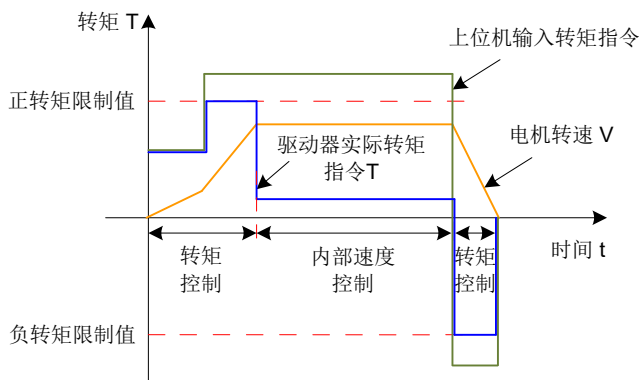 转矩 T
上位机输入转矩指令
正转矩限制值
电机转速 V
驱动器实际转矩
指令T
时间 t
转矩
控制
内部速度
控制
转矩
控制
负转矩限制值